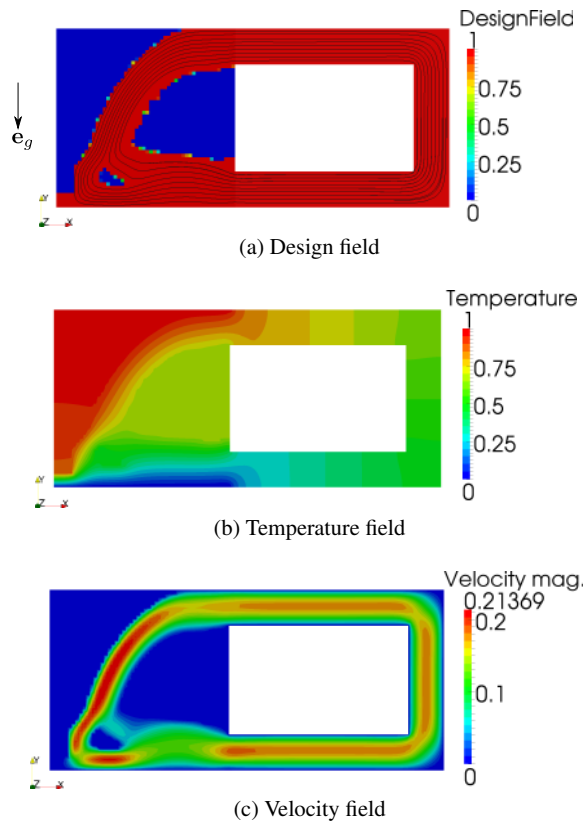 DesignField
1
0.75
0.5
0.25
0
e_g
Y
Z X
(a) Design field
Temperature
1
0.75
0.5
0.25
0
Y
Z X
(b) Temperature field
Velocity mag.
0.21369
0.2
0.1
0
Y
Z X
(c) Velocity field